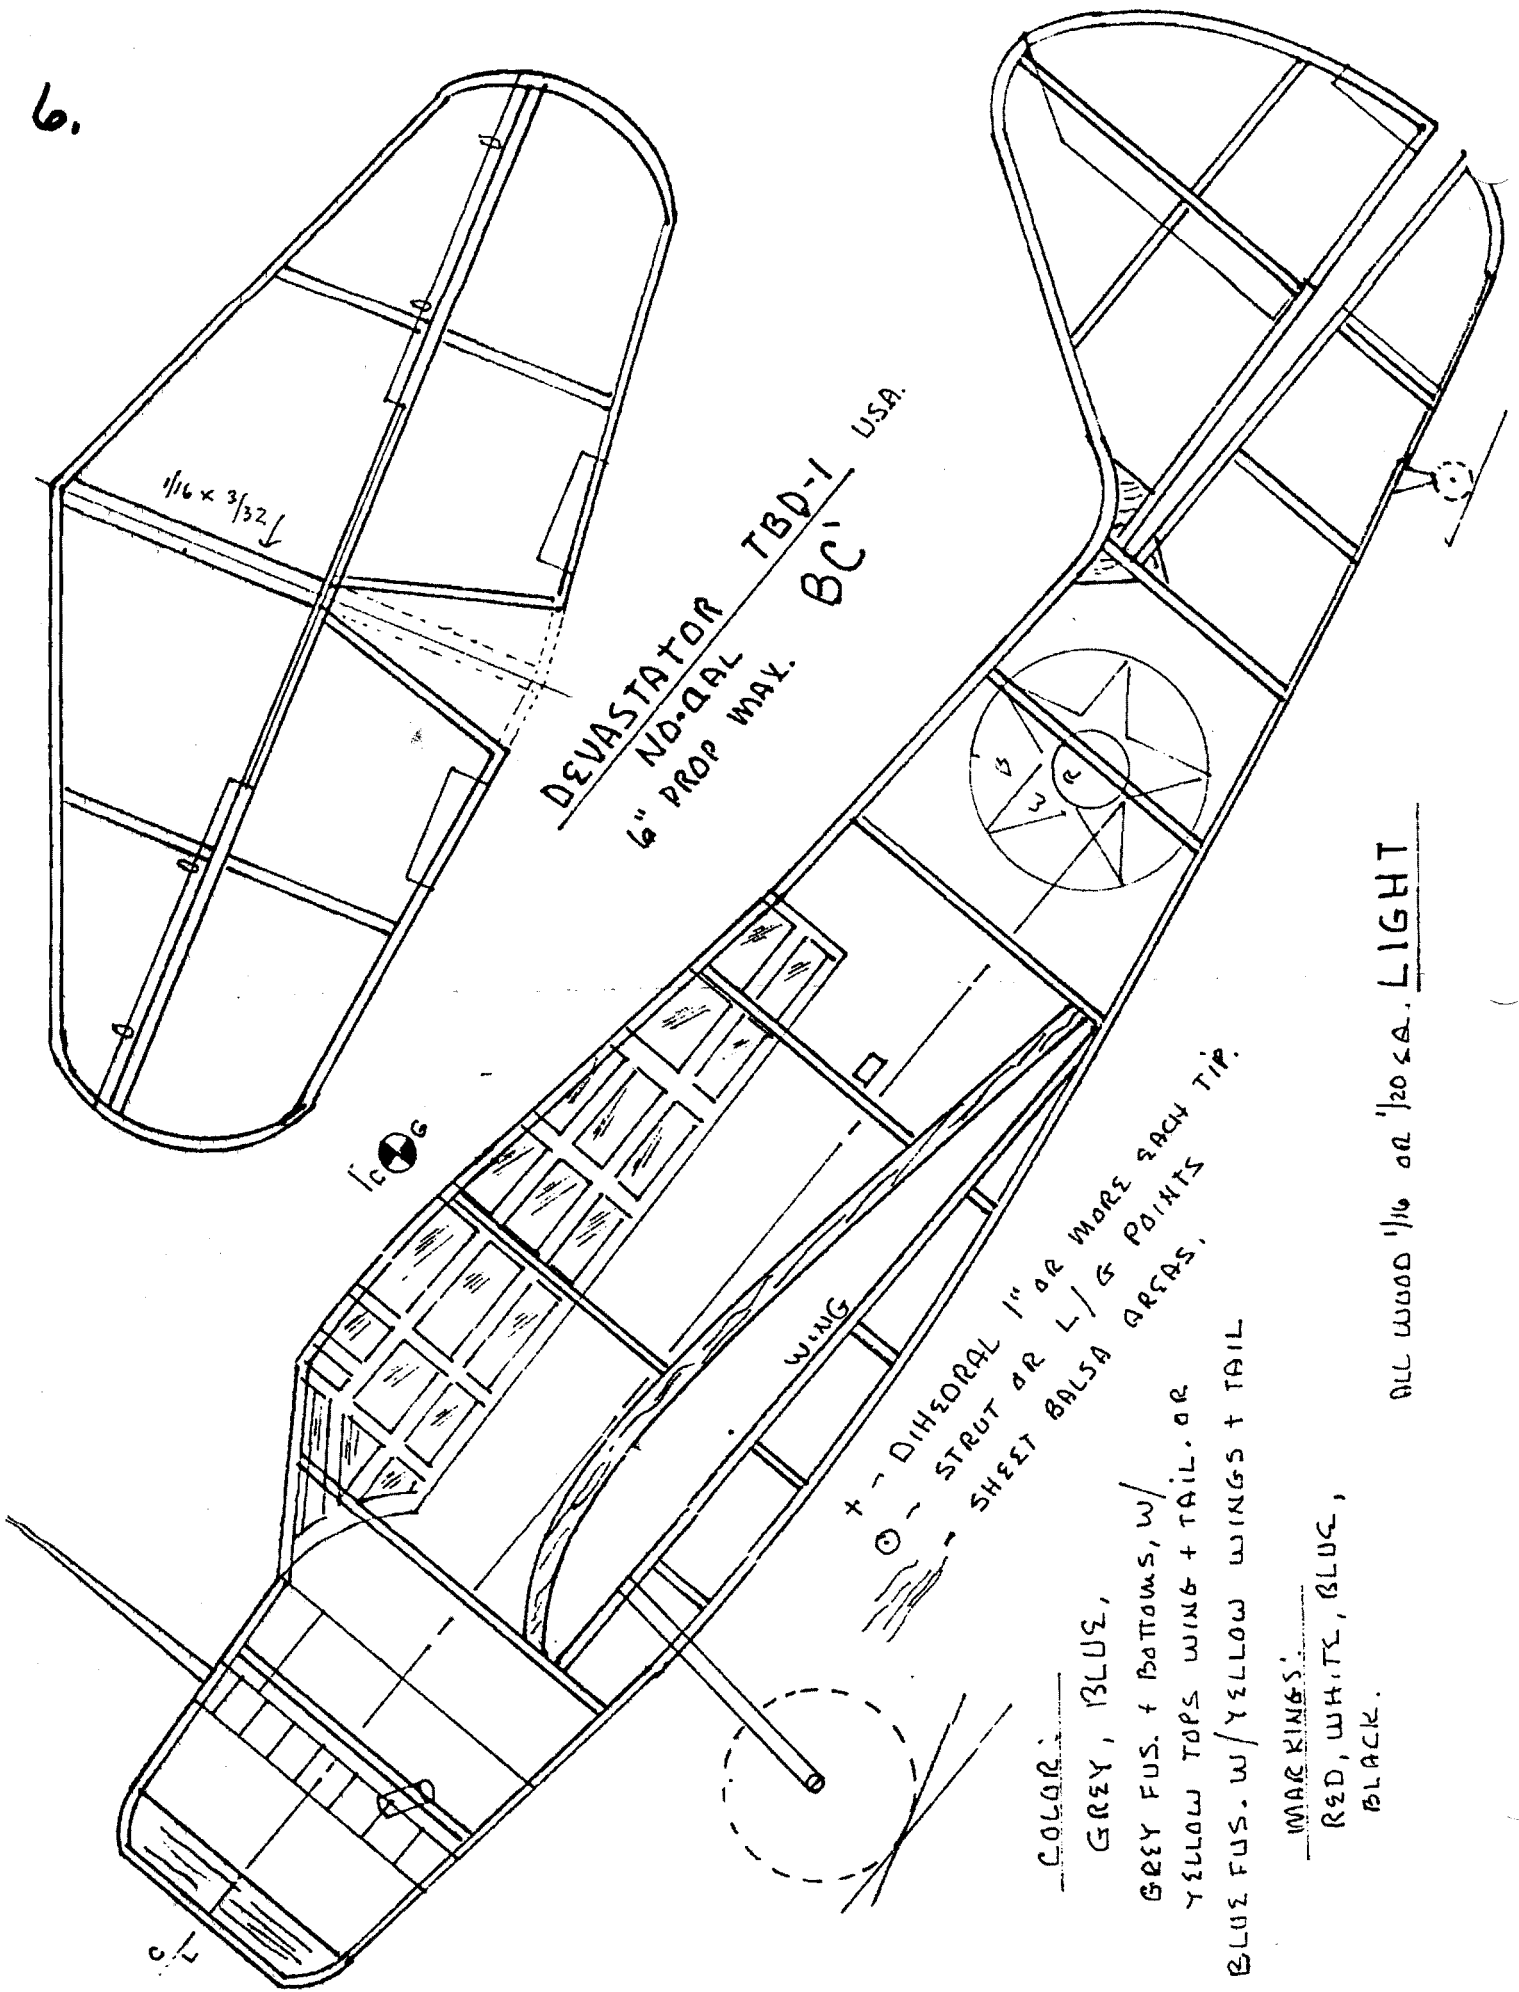 6.
1/16 x 3/32
DEVASTATOR TBD-1 U.S.A.
NO-CAL BC
6" PROP MAX.
C G
WING
+ - DIHEDRAL 1" OR MORE EACH TIP.
⊙ - STRUT OR L/G POINTS
- SHEET BALSA AREAS.
B
W
R
C
L
COLOR:
GREY, BLUE,
GREY FUS. + BOTTOMS, W/
YELLOW TOPS WING + TAIL. OR
BLUE FUS. W/YELLOW WINGS + TAIL
MARKINGS:
RED, WHITE, BLUE,
BLACK.
ALL WOOD 1/16 OR 1/20 SQ. LIGHT